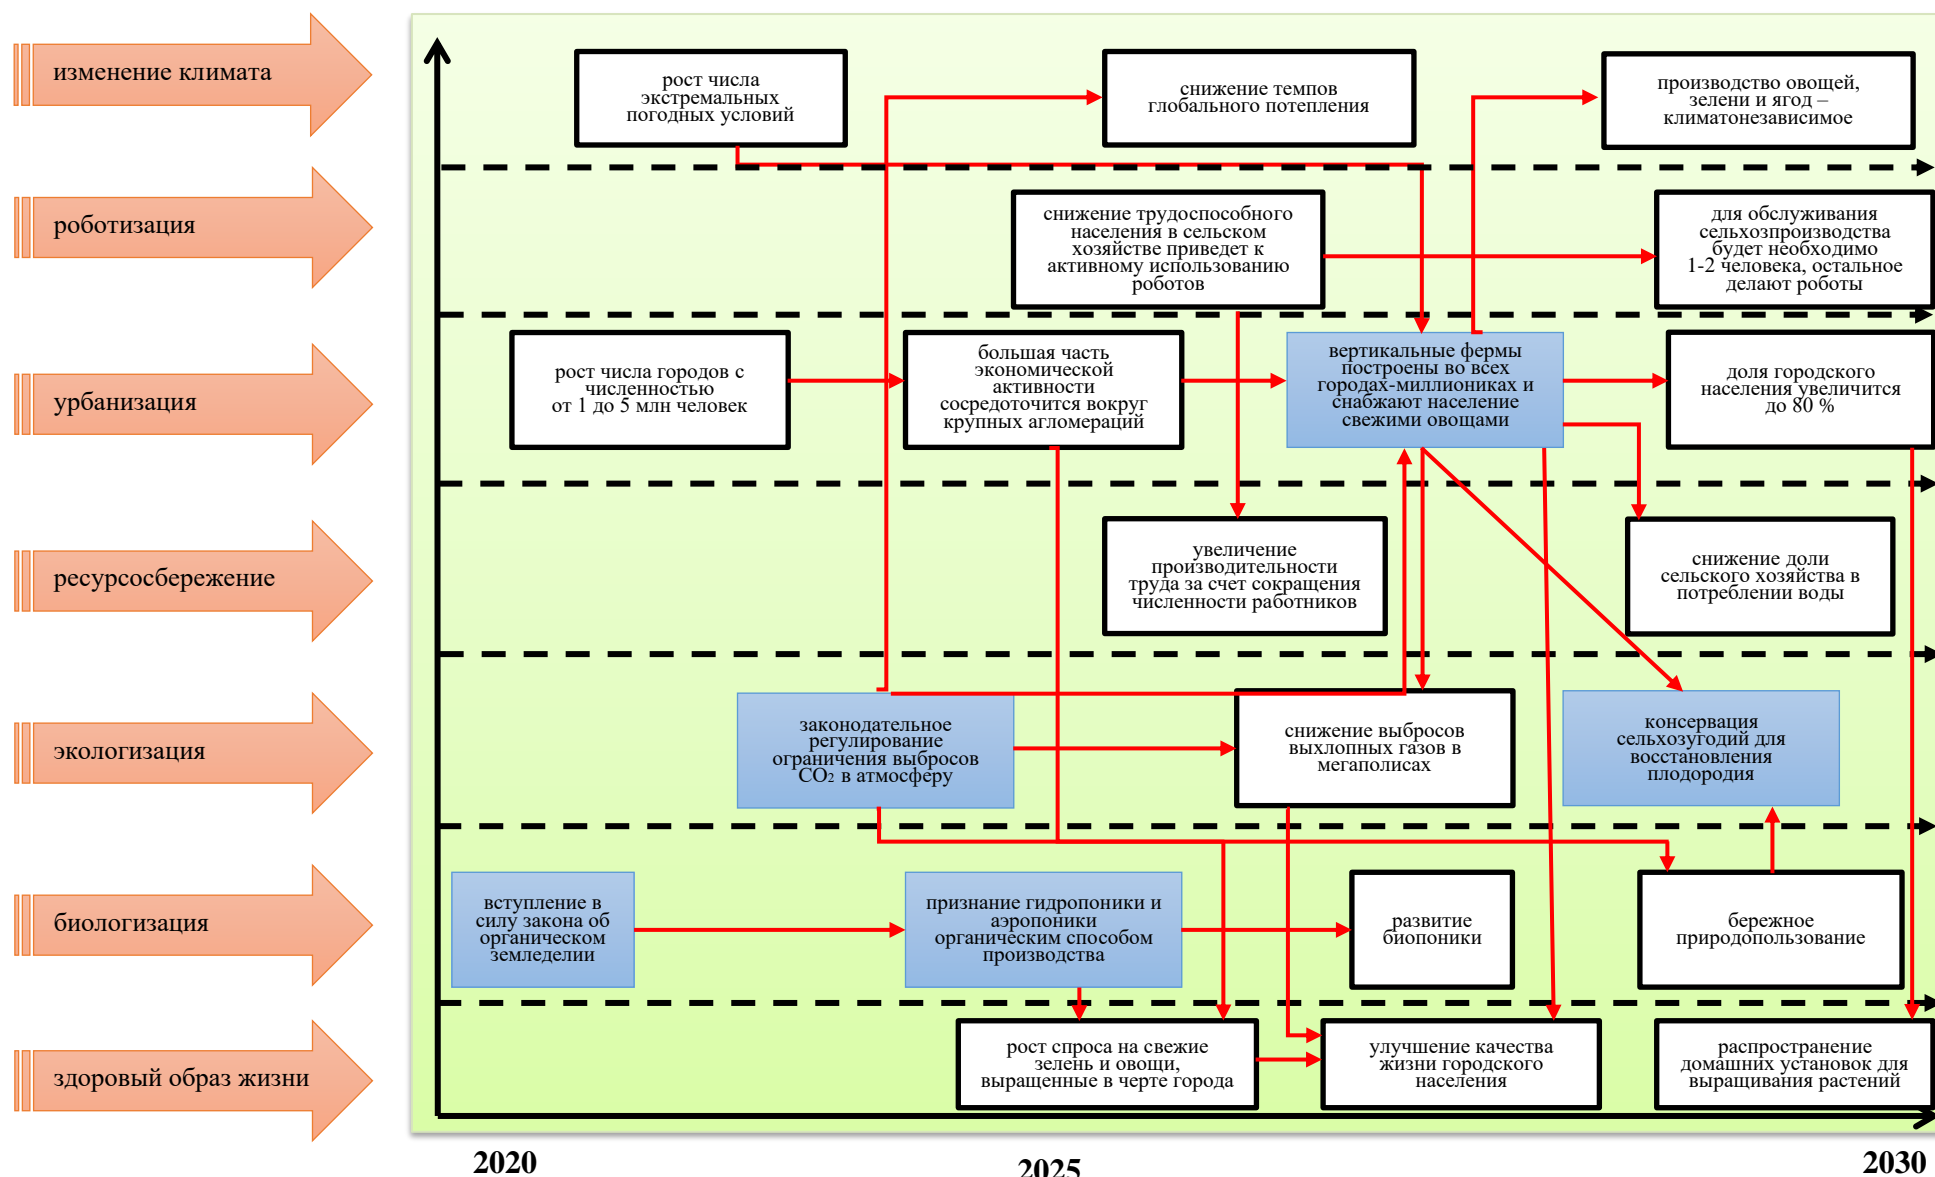 изменение климата
рост числа
экстремальных
погодных условий
снижение темпов
глобального потепления
производство овощей,
зелени и ягод –
климатонезависимое
роботизация
снижение трудоспособного
населения в сельском
хозяйстве приведет к
активному использованию
роботов
для обслуживания
сельхозпроизводства
будет необходимо
1-2 человека, остальное
делают роботы
урбанизация
рост числа городов с
численностью
от 1 до 5 млн человек
большая часть
экономической
активности
сосредоточится вокруг
крупных агломераций
вертикальные фермы
построены во всех
городах-миллиониках и
снабжают население
свежими овощами
доля городского
населения увеличится
до 80 %
ресурсосбережение
увеличение
производительности
труда за счет сокращения
численности работников
снижение доли
сельского хозяйства в
потреблении воды
экологизация
законодательное
регулирование
ограничения выбросов
СО2 в атмосферу
снижение выбросов
выхлопных газов в
мегаполисах
консервация
сельхозугодий для
восстановления
плодородия
биологизация
вступление в
силу закона об
органическом
земледелии
признание гидропоники и
аэропоники
органическим способом
производства
развитие
биопоники
бережное
природопользование
здоровый образ жизни
рост спроса на свежие
зелень и овощи,
выращенные в черте города
улучшение качества
жизни городского
населения
распространение
домашних установок для
выращивания растений
2020
2025
2030